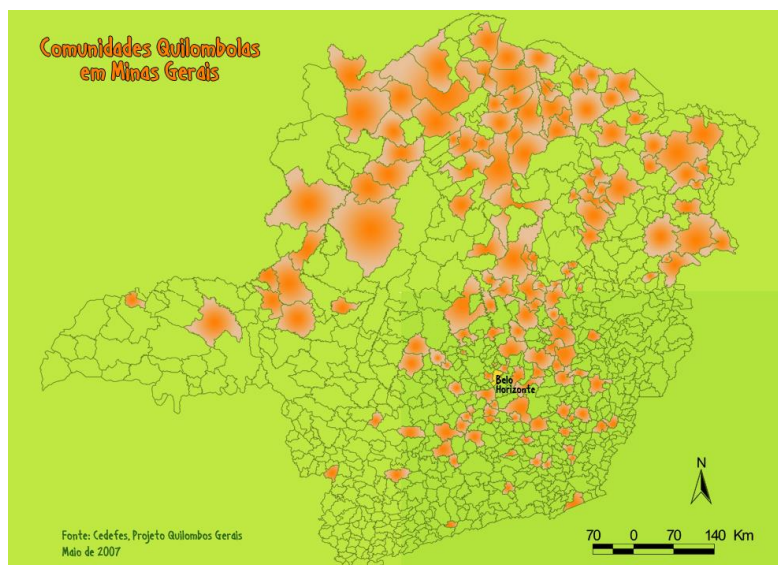 Comunidades Quilombolas
em Minas Gerais
Belo
Horizonte
N
Fonte: Cedefes, Projeto Quilombos Gerais
Maio de 2007
70 0 70 140 Km